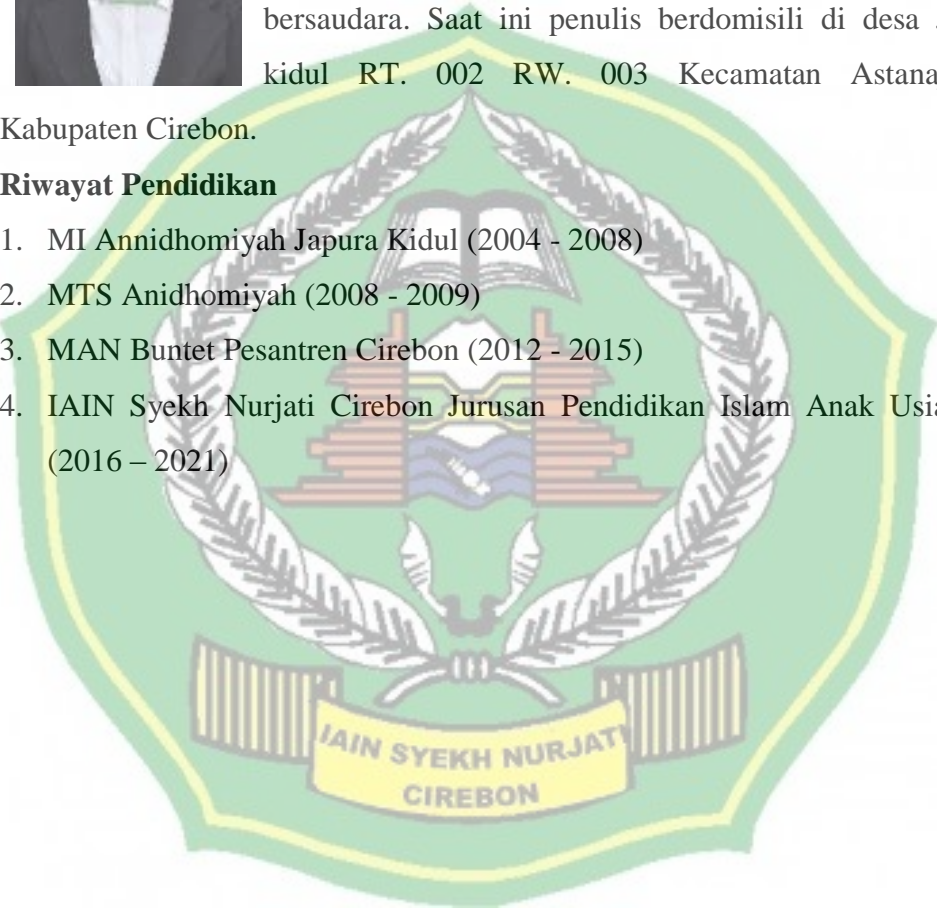 bersaudara. Saat ini penulis berdomisili di desa
kidul RT. 002 RW. 003 Kecamatan Astana
Kabupaten Cirebon.
Riwayat Pendidikan
1. MI Annidhomiyah Japura Kidul (2004 - 2008)
2. MTS Anidhomiyah (2008 - 2009)
3. MAN Buntet Pesantren Cirebon (2012 - 2015)
4. IAIN Syekh Nurjati Cirebon Jurusan Pendidikan Islam Anak Usia
(2016 – 2021)
IAIN SYEKH NURJATI
CIREBON